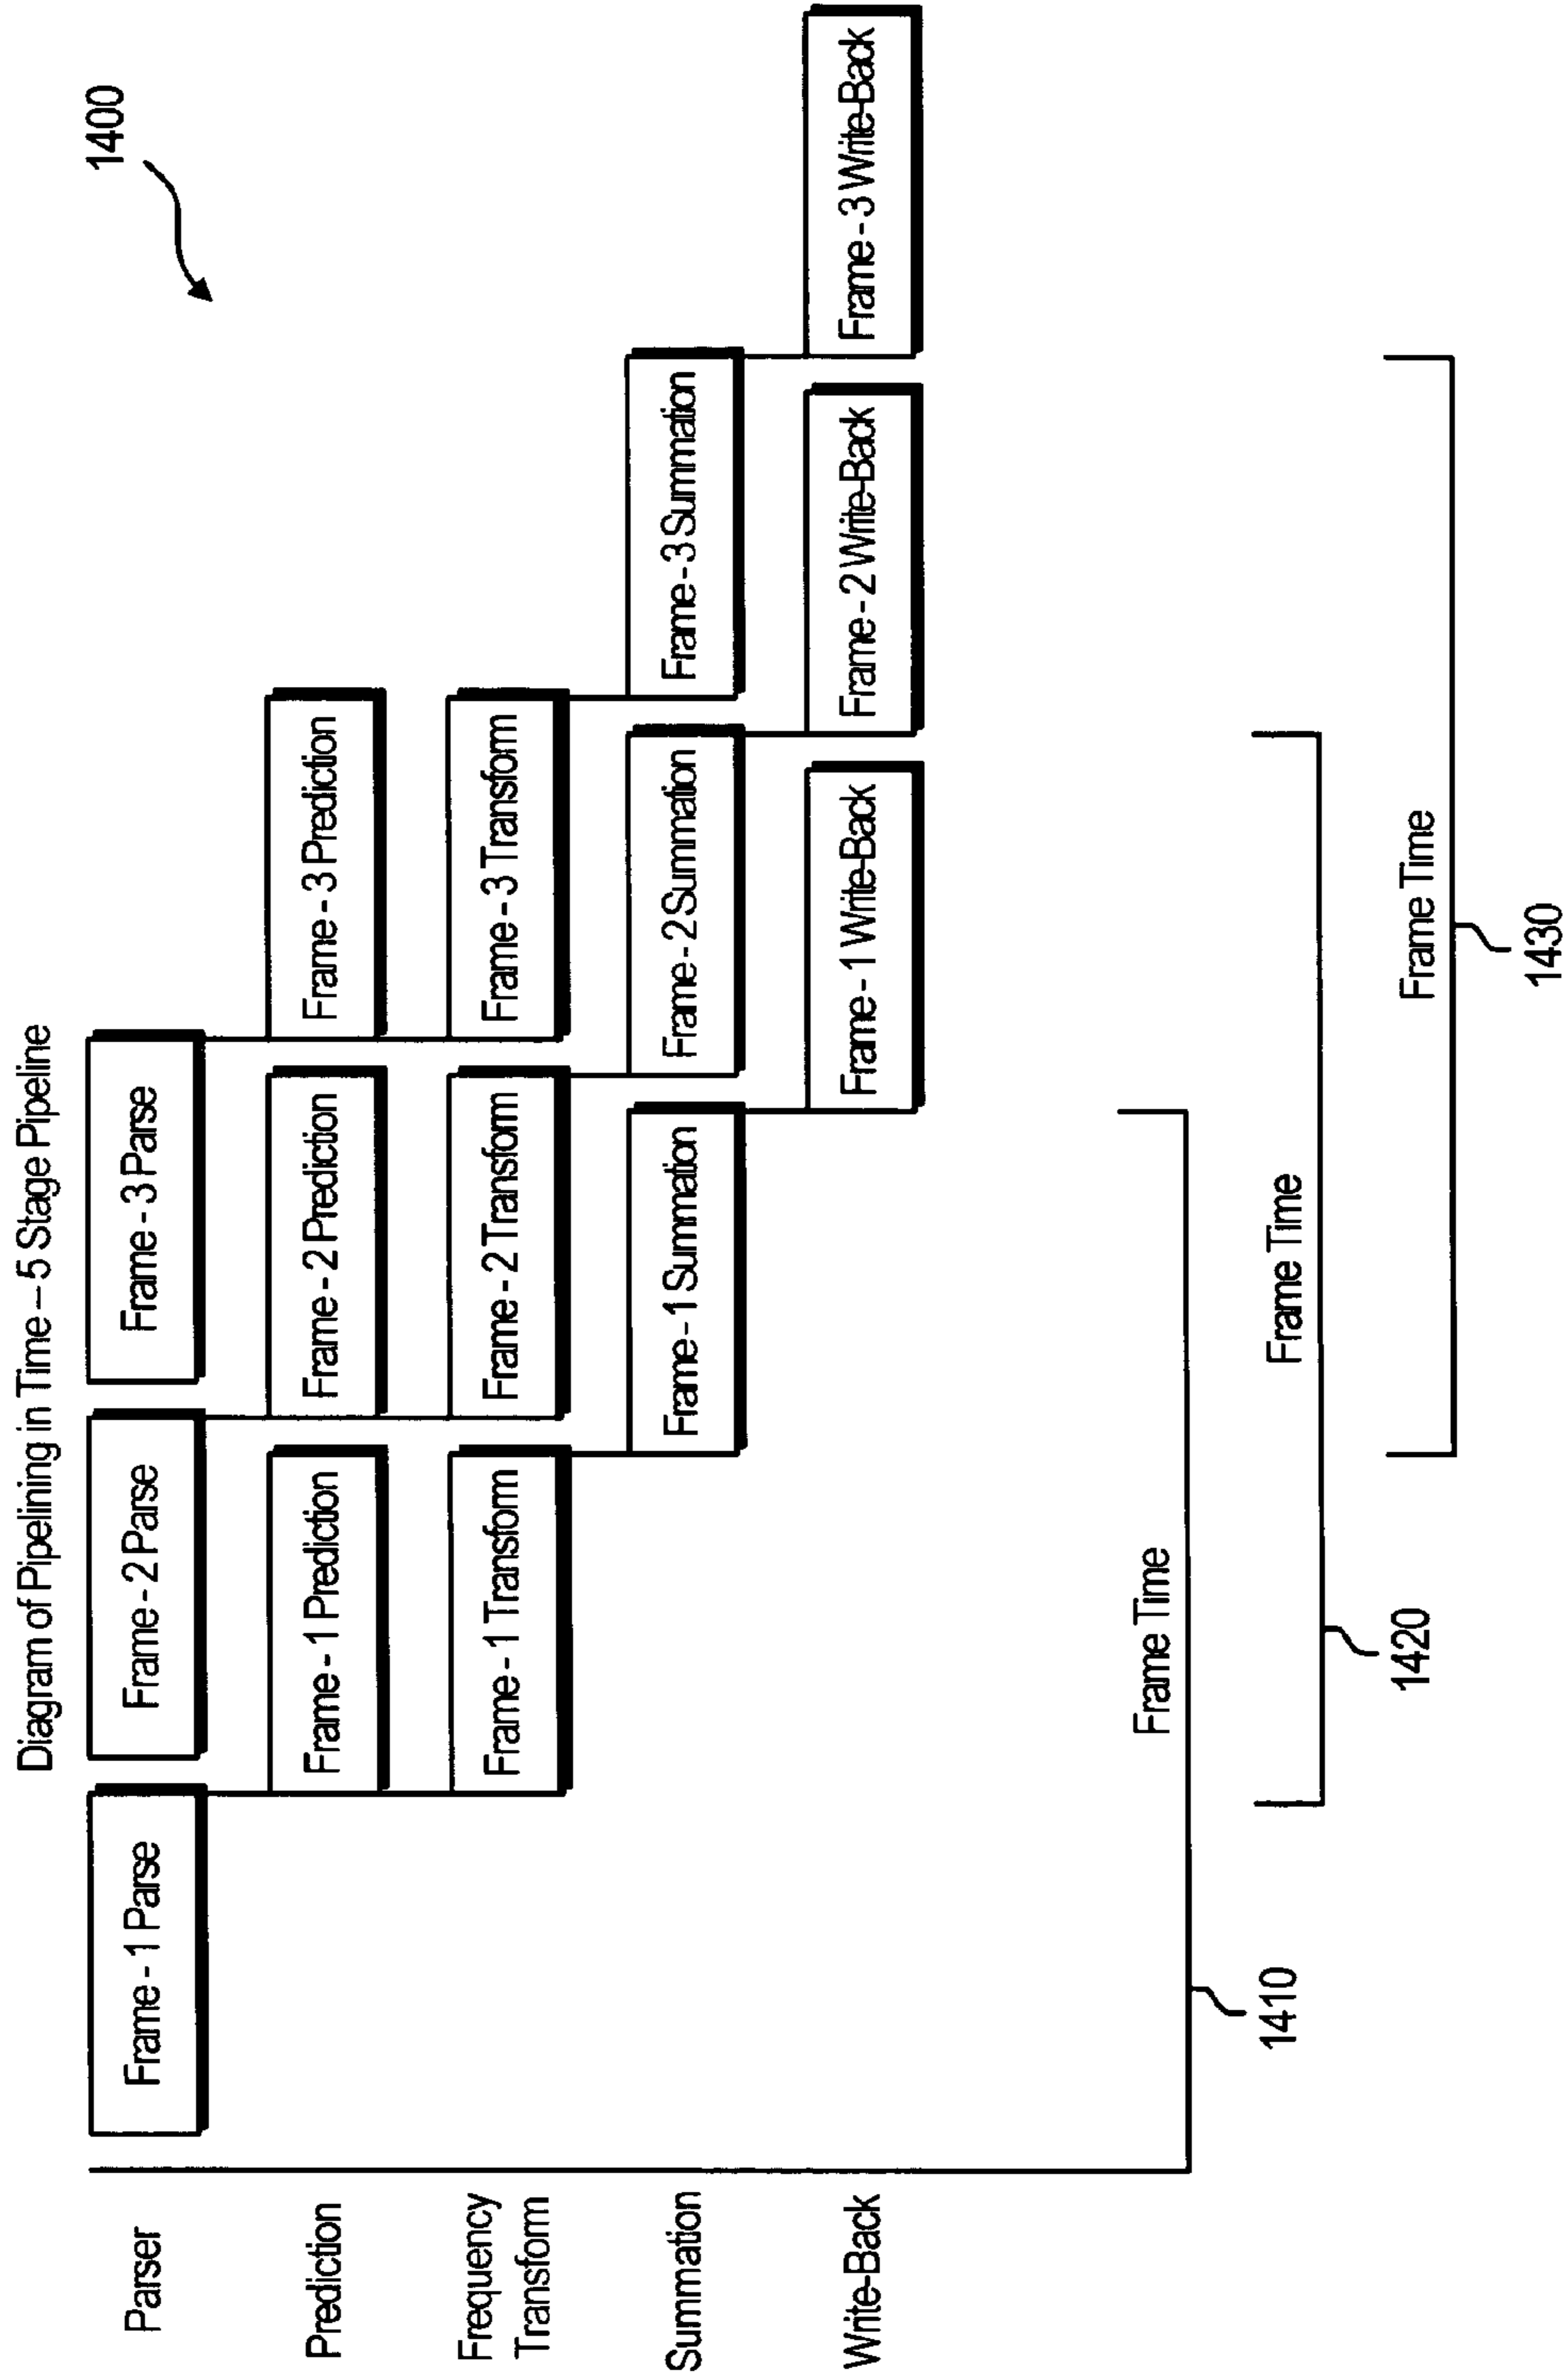 Diagram of Pipelining in Time – 5 Stage Pipeline
1400
Parser
Frame - 1 Parse
Frame - 2 Parse
Frame - 3 Parse
Prediction
Frame - 1 Prediction
Frame - 2 Prediction
Frame - 3 Prediction
Frequency
Transform
Frame - 1 Transform
Frame - 2 Transform
Frame - 3 Transform
Summation
Frame - 1 Summation
Frame - 2 Summation
Frame - 3 Summation
Write-Back
Frame - 1 Write-Back
Frame - 2 Write-Back
Frame - 3 Write-Back
Frame Time
1410
Frame Time
1420
Frame Time
1430